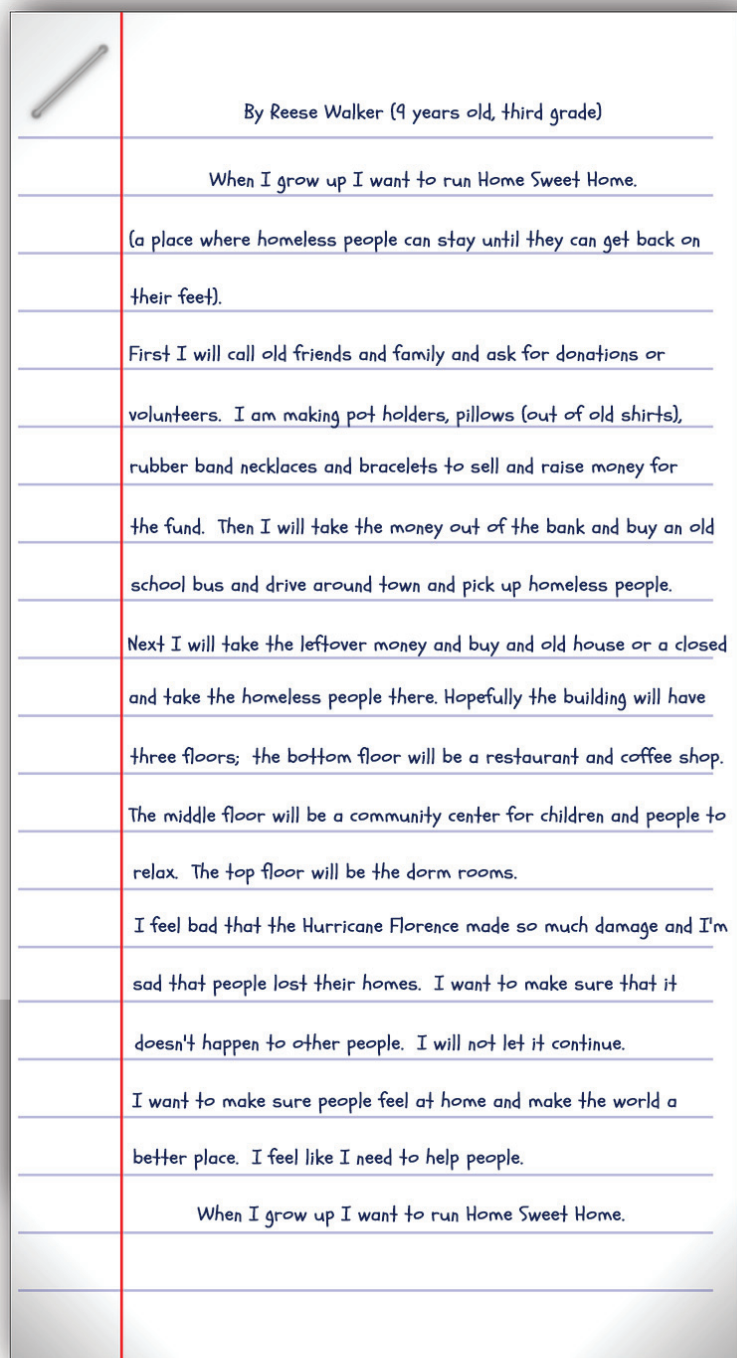 By Reese Walker (9 years old, third grade)
When I grow up I want to run Home Sweet Home.
(a place where homeless people can stay until they can get back on
their feet).
First I will call old friends and family and ask for donations or
volunteers.  I am making pot holders, pillows (out of old shirts),
rubber band necklaces and bracelets to sell and raise money for
the fund.  Then I will take the money out of the bank and buy an old
school bus and drive around town and pick up homeless people.
Next I will take the leftover money and buy and old house or a closed
and take the homeless people there. Hopefully the building will have
three floors;  the bottom floor will be a restaurant and coffee shop.
The middle floor will be a community center for children and people to
relax.  The top floor will be the dorm rooms.
I feel bad that the Hurricane Florence made so much damage and I'm
sad that people lost their homes.  I want to make sure that it
doesn't happen to other people.  I will not let it continue.
I want to make sure people feel at home and make the world a
better place.  I feel like I need to help people.
When I grow up I want to run Home Sweet Home.